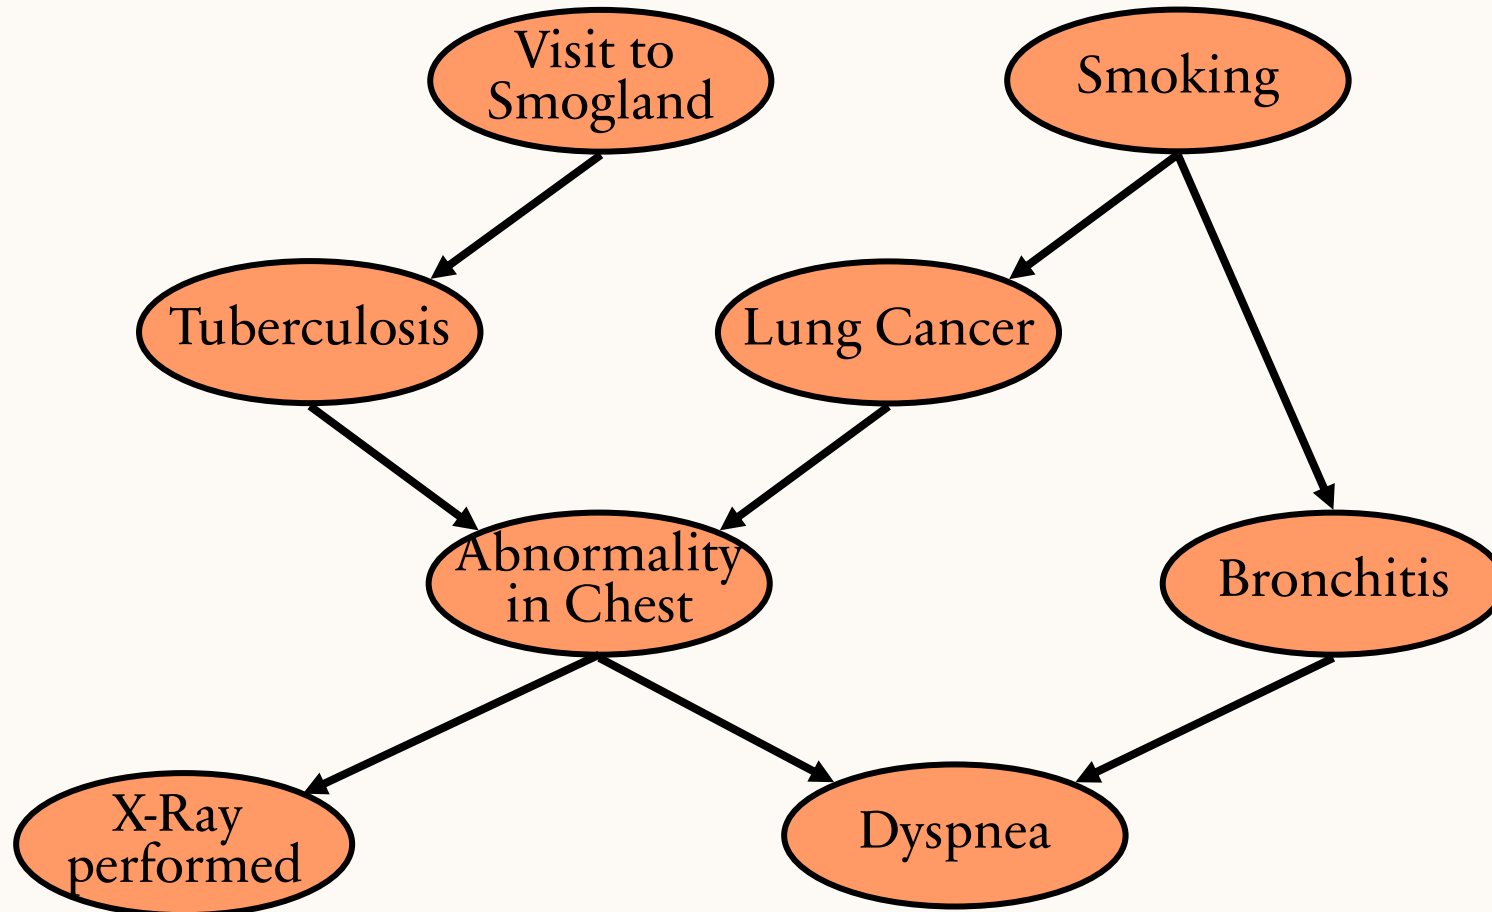 Visit to
Smogland
Smoking
Tuberculosis
Lung Cancer
Abnormality
in Chest
Bronchitis
X-Ray
performed
Dyspnea